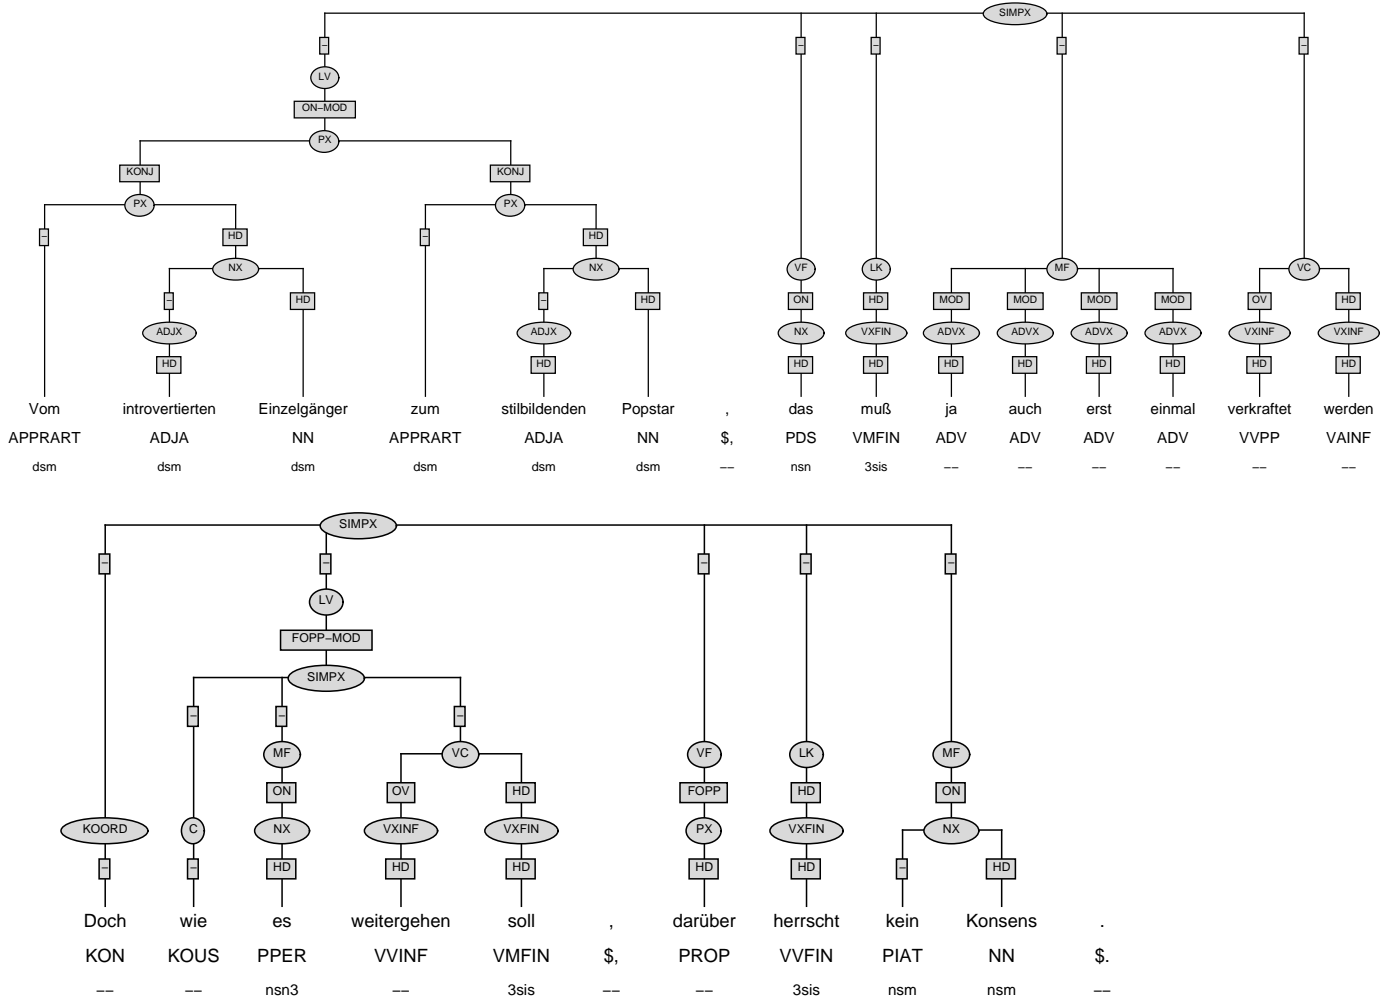 SIMPX
– – – – –
LV
ON–MOD
PX
KONJ KONJ
PX PX
– HD – HD
NX NX VF LK MF VC
– HD – HD ON HD MOD MOD MOD MOD OV HD
ADJX ADJX NX VXFIN ADVX ADVX ADVX ADVX VXINF VXINF
HD HD HD HD HD HD HD HD HD HD
Vom introvertierten Einzelgänger zum stilbildenden Popstar , das muß ja auch erst einmal verkraftet werden
APPRART ADJA NN APPRART ADJA NN $, PDS VMFIN ADV ADV ADV ADV VVPP VAINF
dsm dsm dsm dsm dsm dsm –– nsn 3sis –– –– –– –– –– ––
SIMPX
– – – – –
LV
FOPP–MOD
SIMPX
– – –
MF VC VF LK MF
ON OV HD FOPP HD ON
KOORD C NX VXINF VXFIN PX VXFIN NX
– – HD HD HD HD HD – HD
Doch wie es weitergehen soll , darüber herrscht kein Konsens .
KON KOUS PPER VVINF VMFIN $, PROP VVFIN PIAT NN $.
–– –– nsn3 –– 3sis –– –– 3sis nsm nsm ––